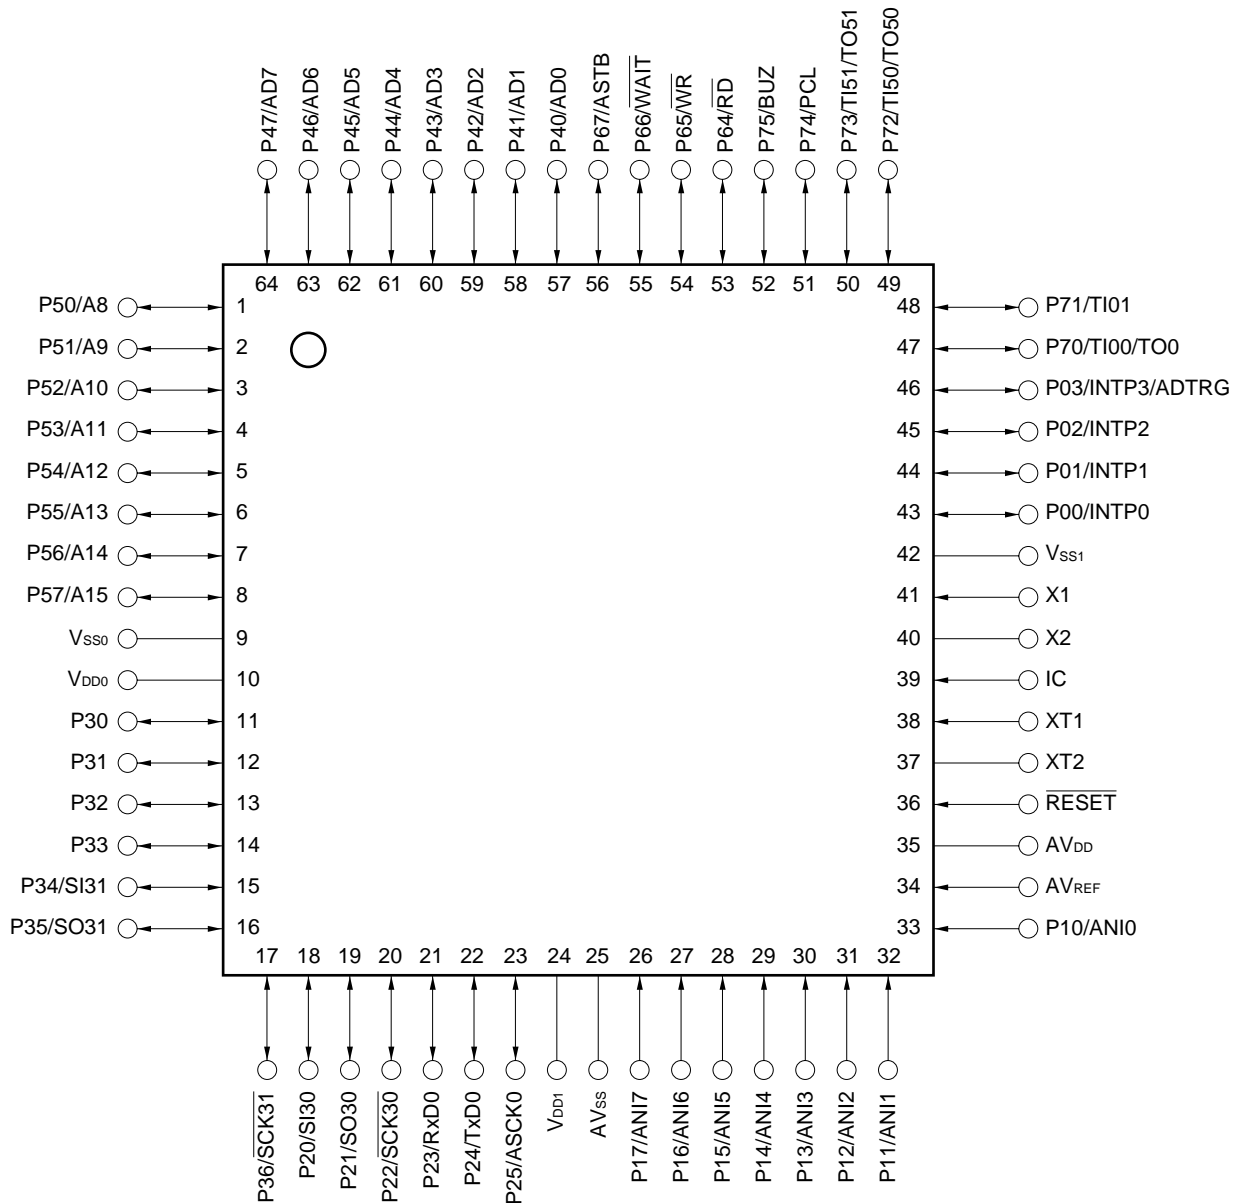 P47/AD7
P46/AD6
P45/AD5
P44/AD4
P43/AD3
P42/AD2
P41/AD1
P40/AD0
P67/ASTB
P66/W̅A̅I̅T̅
P65/W̅R̅
P64/R̅D̅
P75/BUZ
P74/PCL
P73/TI51/TO51
P72/TI50/TO50
64 63 62 61 60 59 58 57 56 55 54 53 52 51 50 49
P50/A8 1 48 P71/TI01
P51/A9 2 47 P70/TI00/TO0
P52/A10 3 46 P03/INTP3/ADTRG
P53/A11 4 45 P02/INTP2
P54/A12 5 44 P01/INTP1
P55/A13 6 43 P00/INTP0
P56/A14 7 42 VSS1
P57/A15 8 41 X1
VSS0 9 40 X2
VDD0 10 39 IC
P30 11 38 XT1
P31 12 37 XT2
P32 13 36 R̅E̅S̅E̅T̅
P33 14 35 AVDD
P34/SI31 15 34 AVREF
P35/SO31 16 33 P10/ANI0
17 18 19 20 21 22 23 24 25 26 27 28 29 30 31 32
P36/S̅C̅K̅3̅1̅
P20/SI30
P21/SO30
P22/S̅C̅K̅3̅0̅
P23/RxD0
P24/TxD0
P25/ASCK0
VDD1
AVSS
P17/ANI7
P16/ANI6
P15/ANI5
P14/ANI4
P13/ANI3
P12/ANI2
P11/ANI1